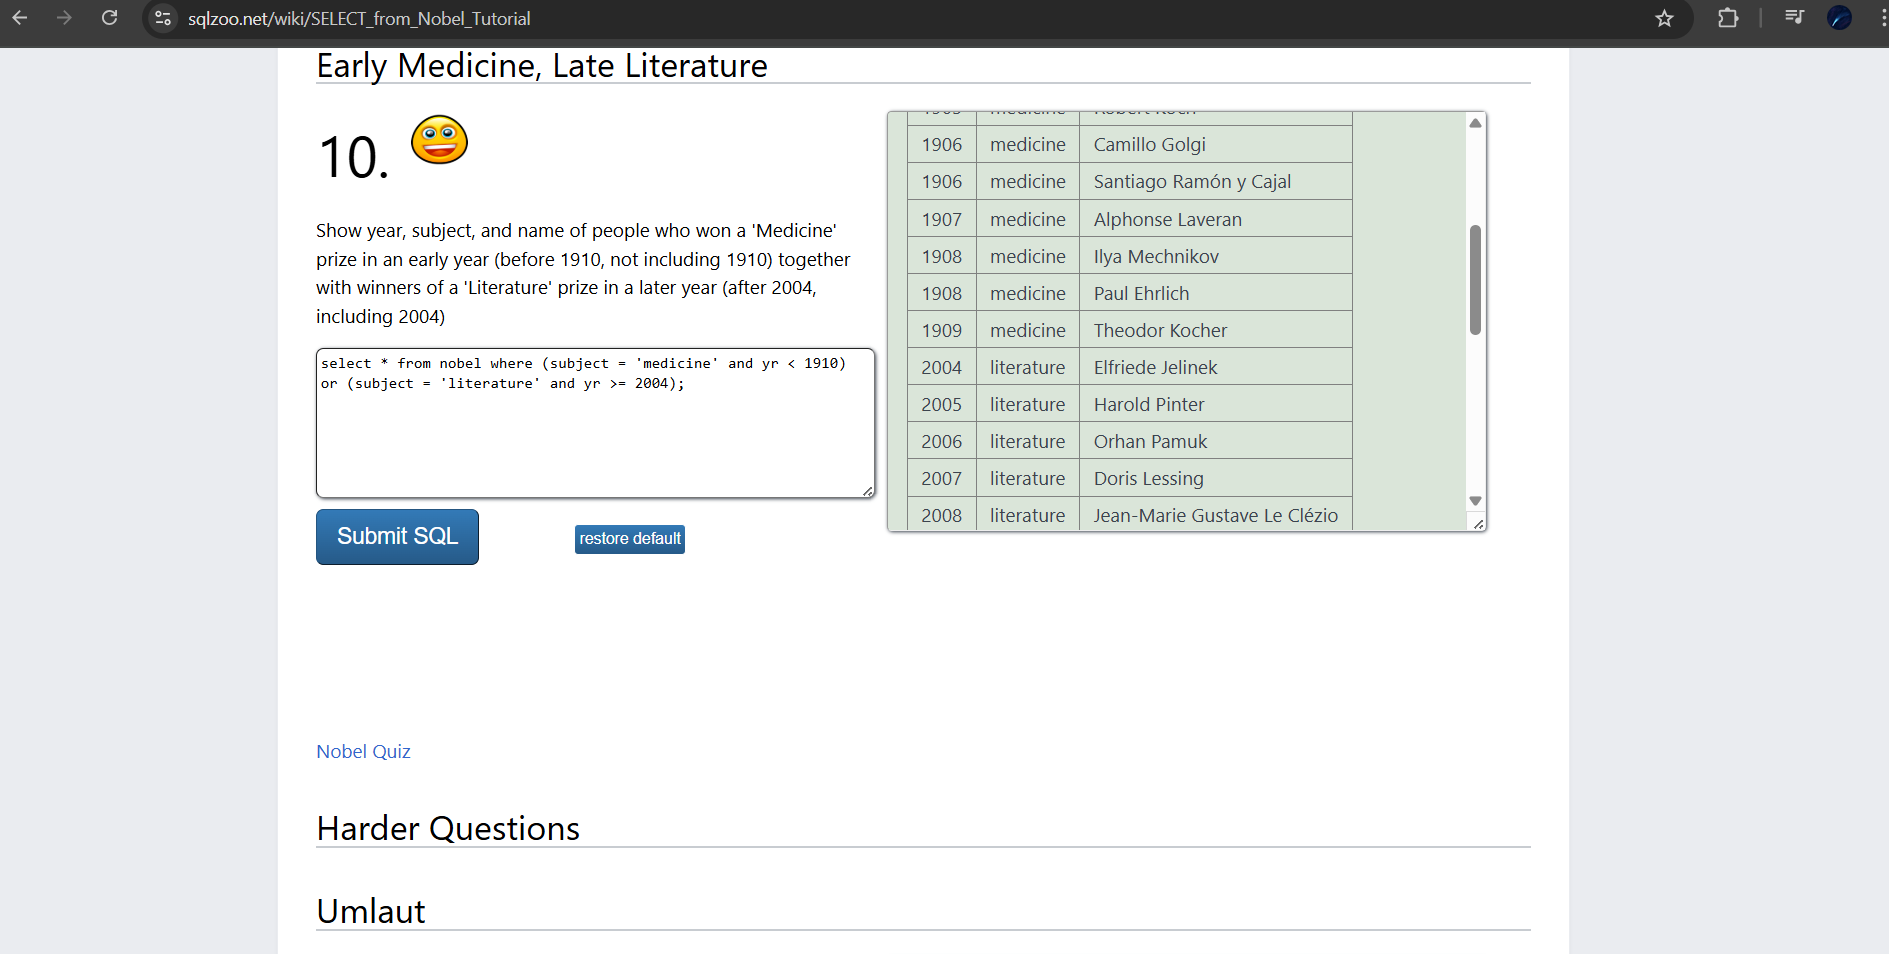 sqlzoo.net/wiki/SELECT_from_Nobel_Tutorial
Early Medicine, Late Literature
10.
Show year, subject, and name of people who won a 'Medicine'
prize in an early year (before 1910, not including 1910) together
with winners of a 'Literature' prize in a later year (after 2004,
including 2004)
select * from nobel where (subject = 'medicine' and yr < 1910)
or (subject = 'literature' and yr >= 2004);
Submit SQL
restore default
1905 medicine Robert Koch
1906 medicine Camillo Golgi
1906 medicine Santiago Ramón y Cajal
1907 medicine Alphonse Laveran
1908 medicine Ilya Mechnikov
1908 medicine Paul Ehrlich
1909 medicine Theodor Kocher
2004 literature Elfriede Jelinek
2005 literature Harold Pinter
2006 literature Orhan Pamuk
2007 literature Doris Lessing
2008 literature Jean-Marie Gustave Le Clézio
Nobel Quiz
Harder Questions
Umlaut